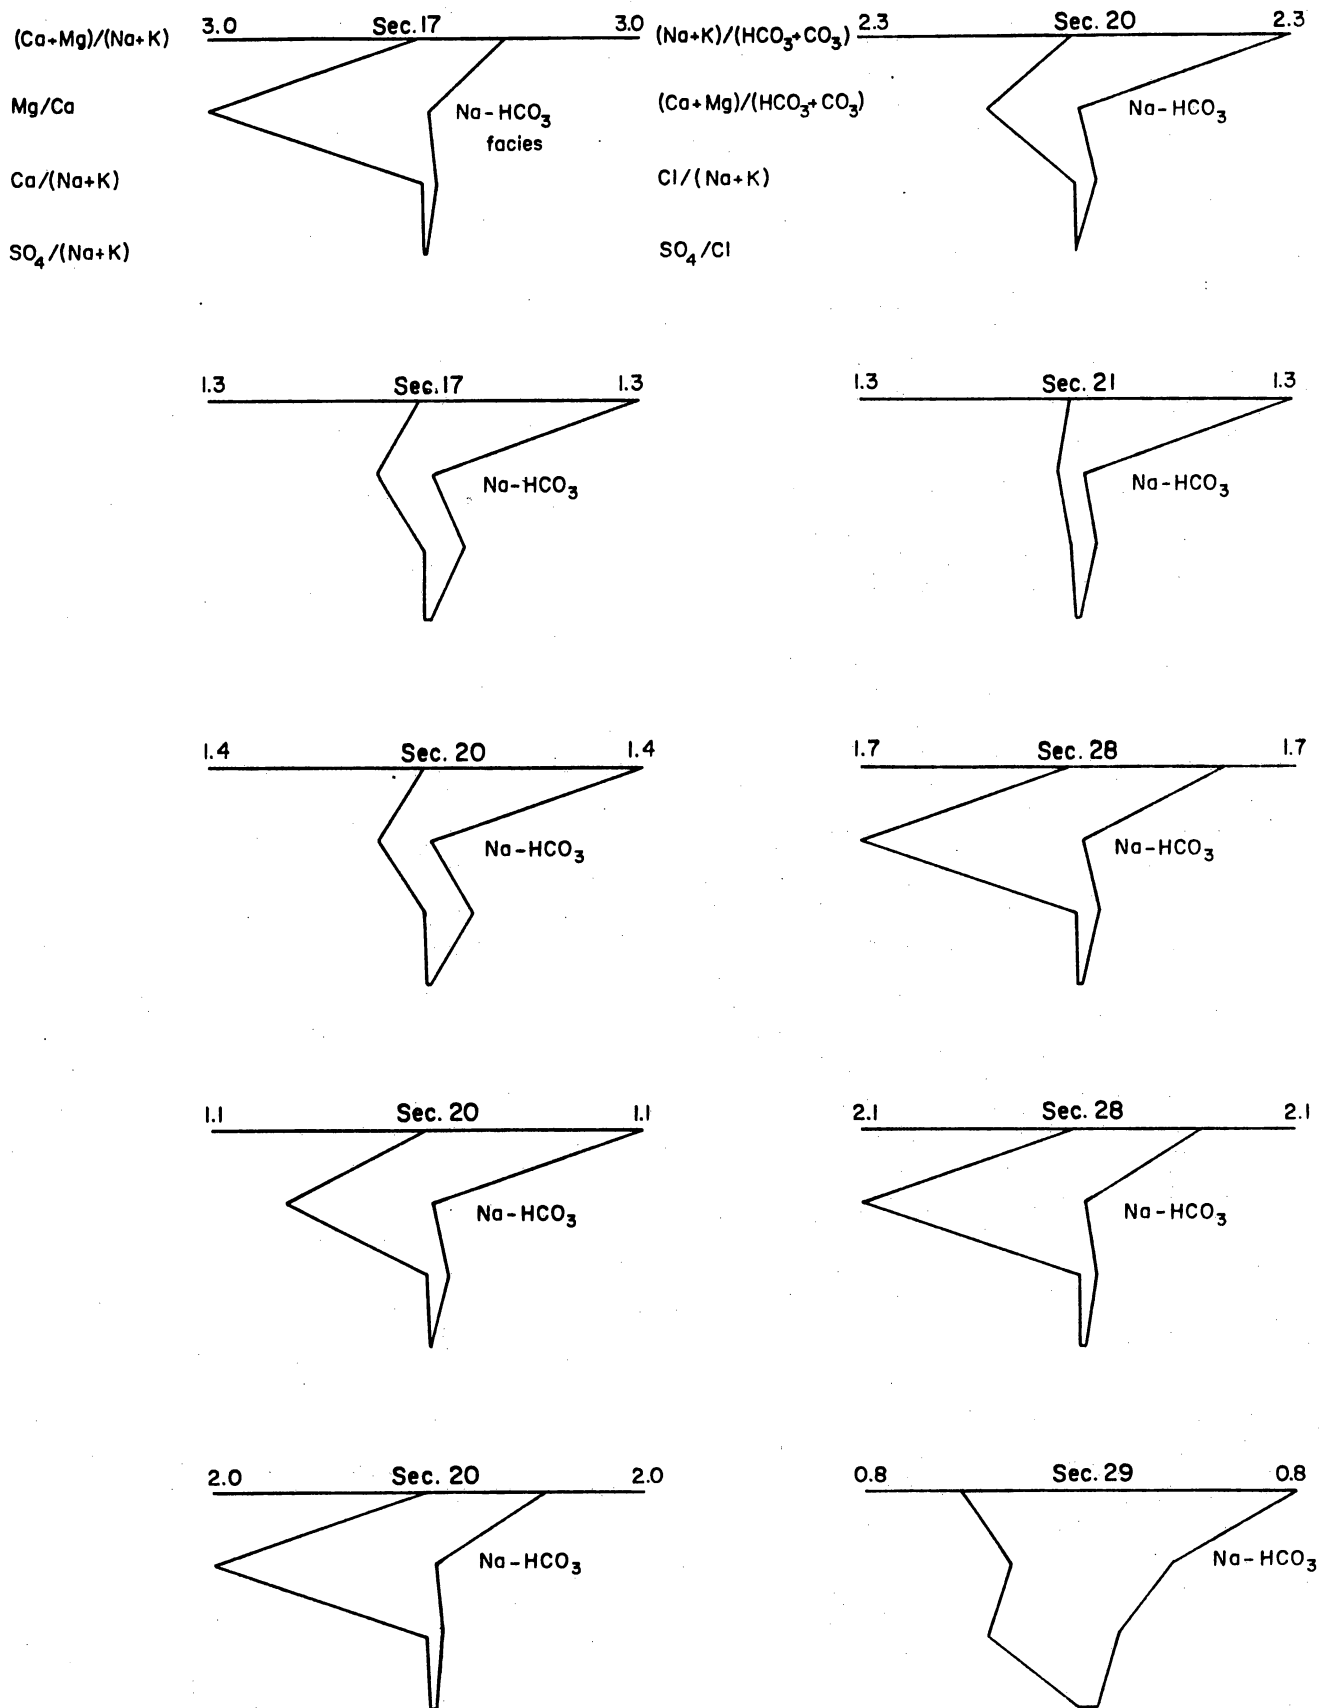 3.0 Sec. 17 3.0
(Ca+Mg)/(Na+K)
Mg/Ca
Ca/(Na+K)
SO₄/(Na+K)
Na-HCO₃
facies
2.3 Sec. 20 2.3
(Na+K)/(HCO₃+CO₃)
(Ca+Mg)/(HCO₃+CO₃)
Cl/(Na+K)
SO₄/Cl
Na-HCO₃
1.3 Sec. 17 1.3
Na-HCO₃
1.3 Sec. 21 1.3
Na-HCO₃
1.4 Sec. 20 1.4
Na-HCO₃
1.7 Sec. 28 1.7
Na-HCO₃
1.1 Sec. 20 1.1
Na-HCO₃
2.1 Sec. 28 2.1
Na-HCO₃
2.0 Sec. 20 2.0
Na-HCO₃
0.8 Sec. 29 0.8
Na-HCO₃